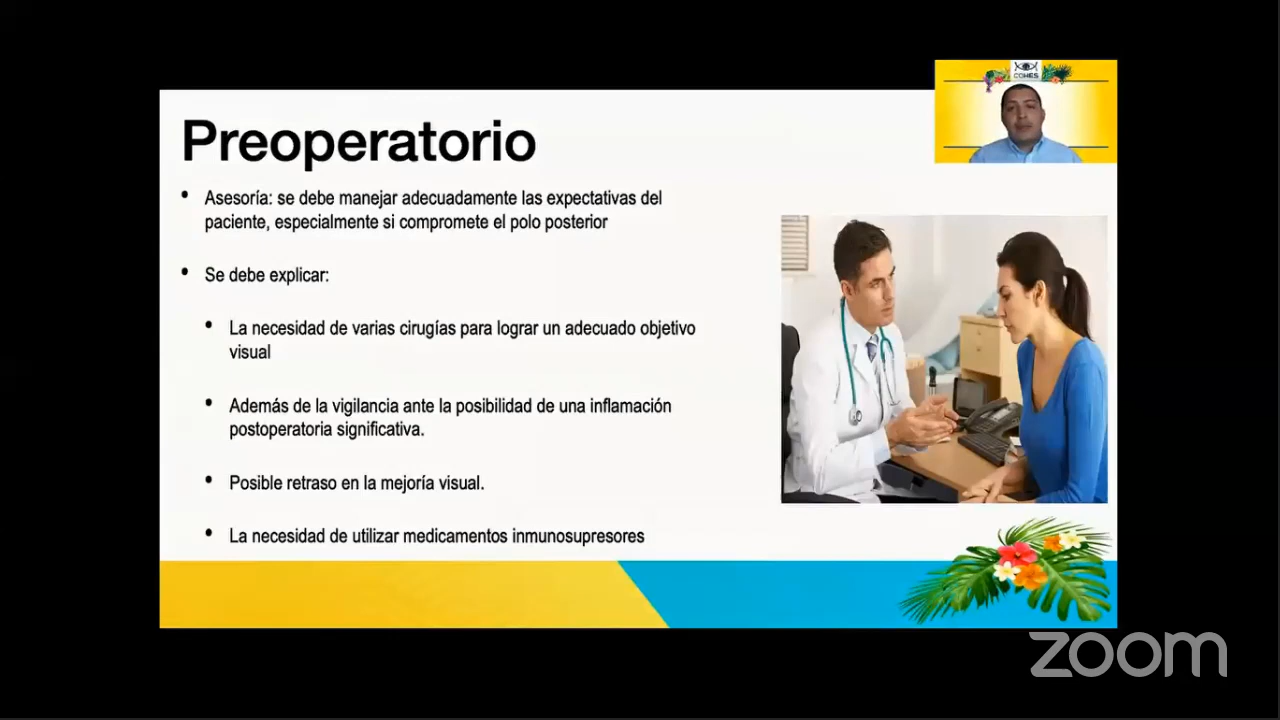 COHES
Preoperatorio
• Asesoría: se debe manejar adecuadamente las expectativas del
paciente, especialmente si compromete el polo posterior
• Se debe explicar:
• La necesidad de varias cirugías para lograr un adecuado objetivo
visual
• Además de la vigilancia ante la posibilidad de una inflamación
postoperatoria significativa.
• Posible retraso en la mejoría visual.
• La necesidad de utilizar medicamentos inmunosupresores
zoom